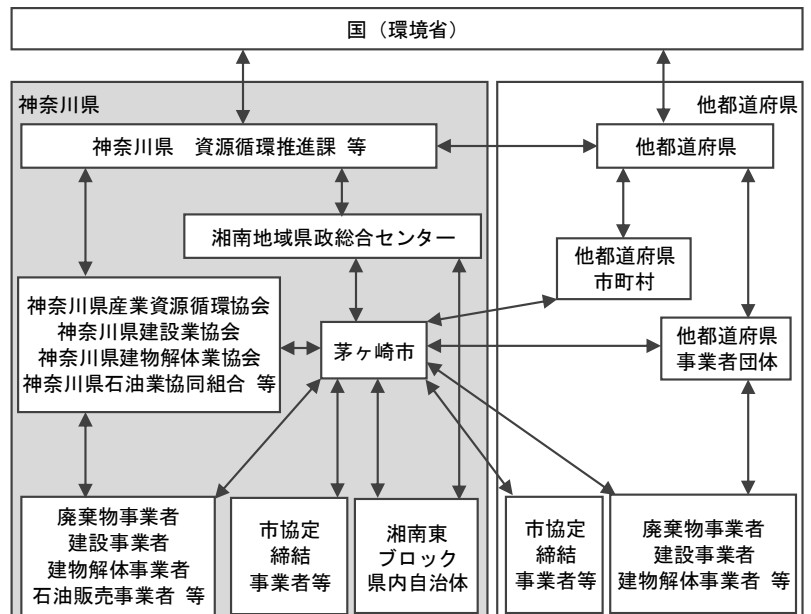 国（環境省）
神奈川県
他都道府県
神奈川県　資源循環推進課 等
他都道府県
湘南地域県政総合センター
他都道府県
市町村
神奈川県産業資源循環協会
神奈川県建設業協会
神奈川県建物解体業協会
神奈川県石油業協同組合 等
茅ヶ崎市
他都道府県
事業者団体
廃棄物事業者
建設事業者
建物解体事業者
石油販売事業者 等
市協定
締結
事業者等
湘南東
ブロック
県内自治体
市協定
締結
事業者等
廃棄物事業者
建設事業者
建物解体事業者 等